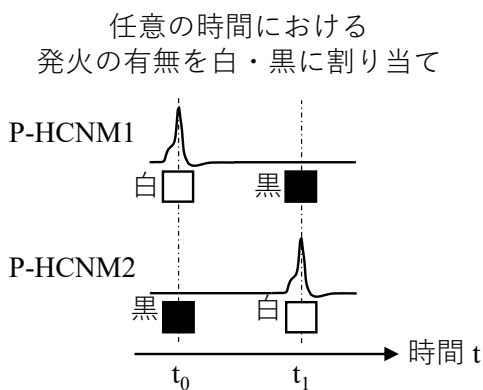 任意の時間における
発火の有無を白・黒に割り当て
P-HCNM1
白 黒
P-HCNM2
黒 白
時間 t
t0 t1